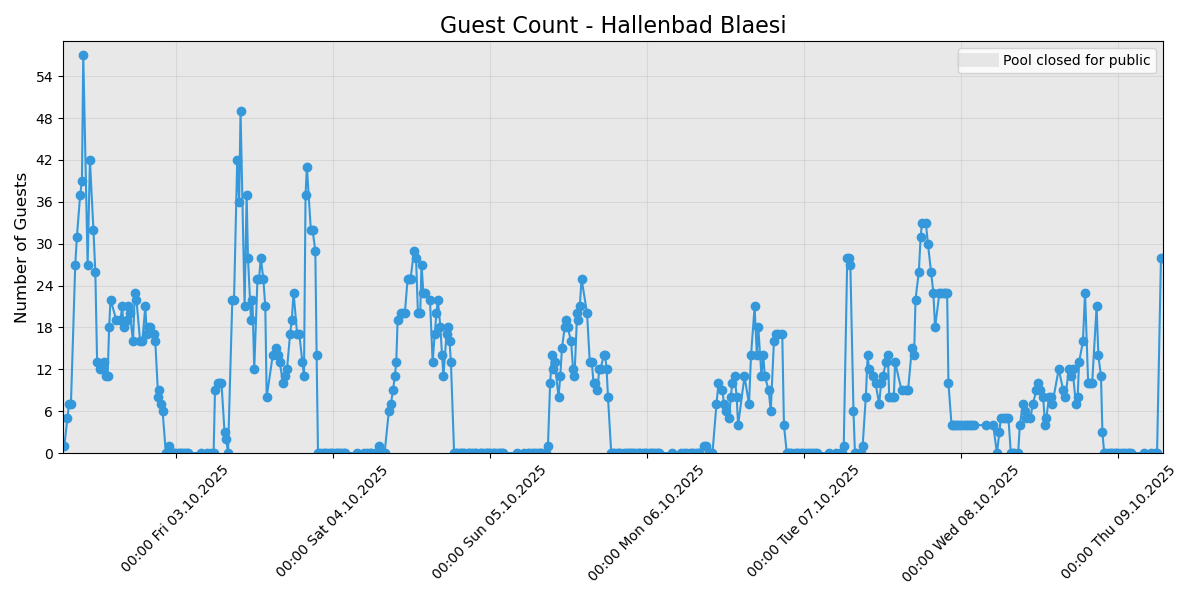 Guest Count - Hallenbad Blaesi
Pool closed for public
Number of Guests
54
48
42
36
30
24
18
12
6
0
00:00 Fri 03.10.2025
00:00 Sat 04.10.2025
00:00 Sun 05.10.2025
00:00 Mon 06.10.2025
00:00 Tue 07.10.2025
00:00 Wed 08.10.2025
00:00 Thu 09.10.2025